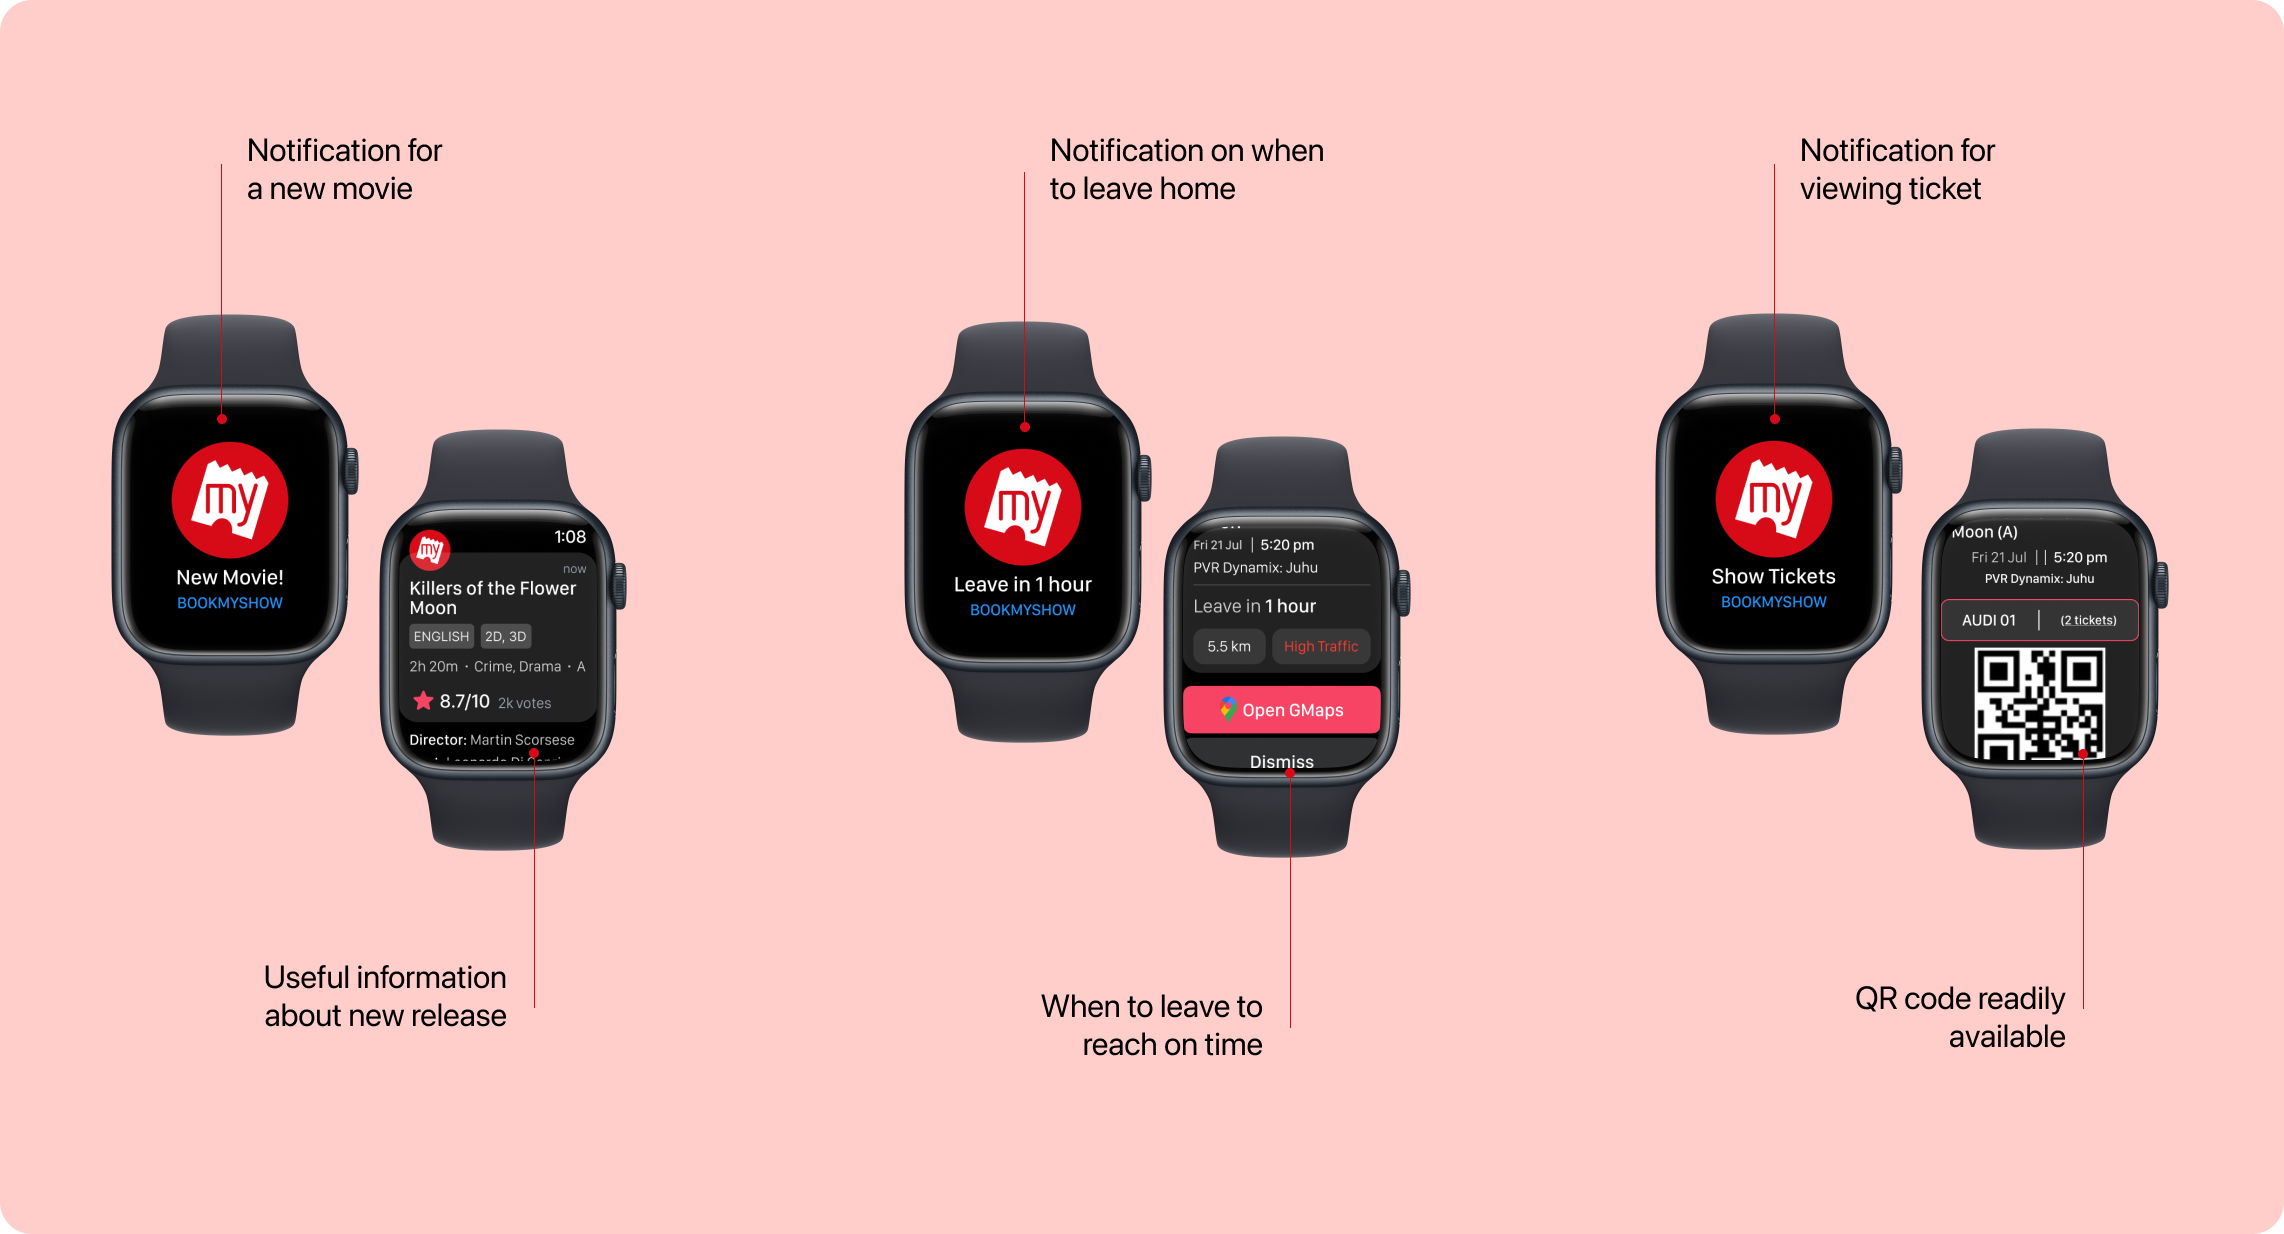 Notification for
a new movie
Notification on when
to leave home
Notification for
viewing ticket
my
New Movie!
BOOKMYSHOW
my
1:08
now
Killers of the Flower
Moon
ENGLISH 2D, 3D
2h 20m · Crime, Drama · A
8.7/10 2k votes
Director: Martin Scorsese
my
Leave in 1 hour
BOOKMYSHOW
Fri 21 Jul | 5:20 pm
PVR Dynamix: Juhu
Leave in 1 hour
5.5 km High Traffic
Open GMaps
Dismiss
my
Show Tickets
BOOKMYSHOW
Moon (A)
Fri 21 Jul | | 5:20 pm
PVR Dynamix: Juhu
AUDI 01 | (2 tickets)
Useful information
about new release
When to leave to
reach on time
QR code readily
available